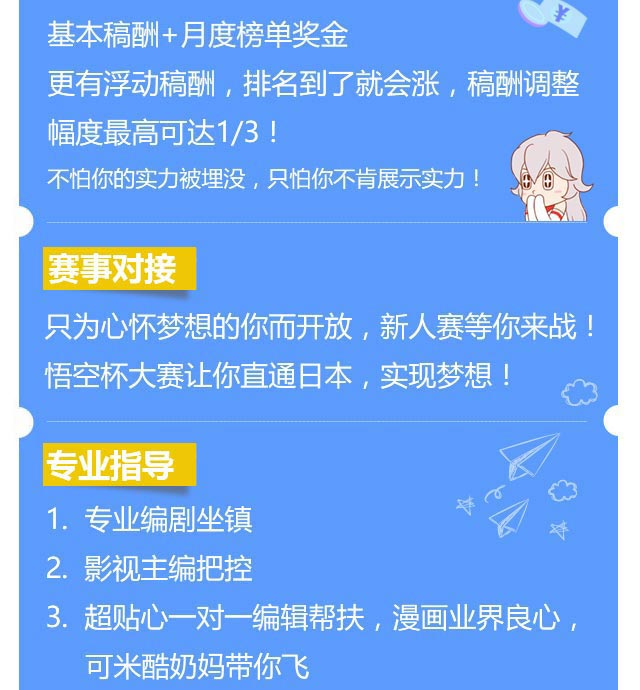 基本稿酬+月度榜单奖金
更有浮动稿酬，排名到了就会涨，稿酬调整
幅度最高可达1/3！
不怕你的实力被埋没，只怕你不肯展示实力！
赛事对接
只为心怀梦想的你而开放，新人赛等你来战！
悟空杯大赛让你直通日本，实现梦想！
专业指导
1. 专业编剧坐镇
2. 影视主编把控
3. 超贴心一对一编辑帮扶，漫画业界良心，
可米酷奶妈带你飞